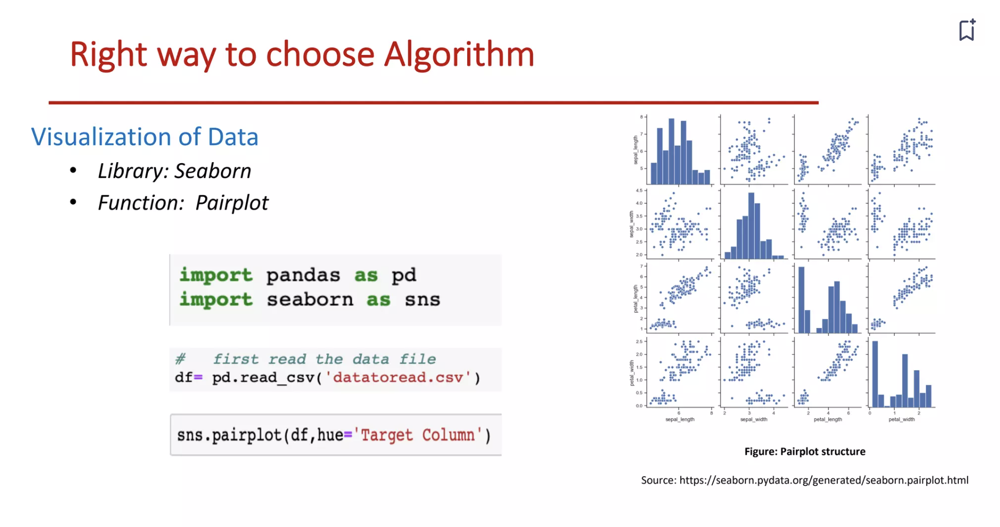 Right way to choose Algorithm
Visualization of Data
• Library: Seaborn
• Function: Pairplot
import pandas as pd
import seaborn as sns
# first read the data file
df= pd.read_csv('datatoread.csv')
sns.pairplot(df,hue='Target Column')
8
7
6
5
sepal_length
4.5
4.0
3.5
3.0
2.5
2.0
sepal_width
7
6
5
4
3
2
1
petal_length
2.5
2.0
1.5
1.0
0.5
0.0
petal_width
6 8
2 3 4
2 4 6
0 1 2
sepal_length sepal_width petal_length petal_width
Figure: Pairplot structure
Source: https://seaborn.pydata.org/generated/seaborn.pairplot.html